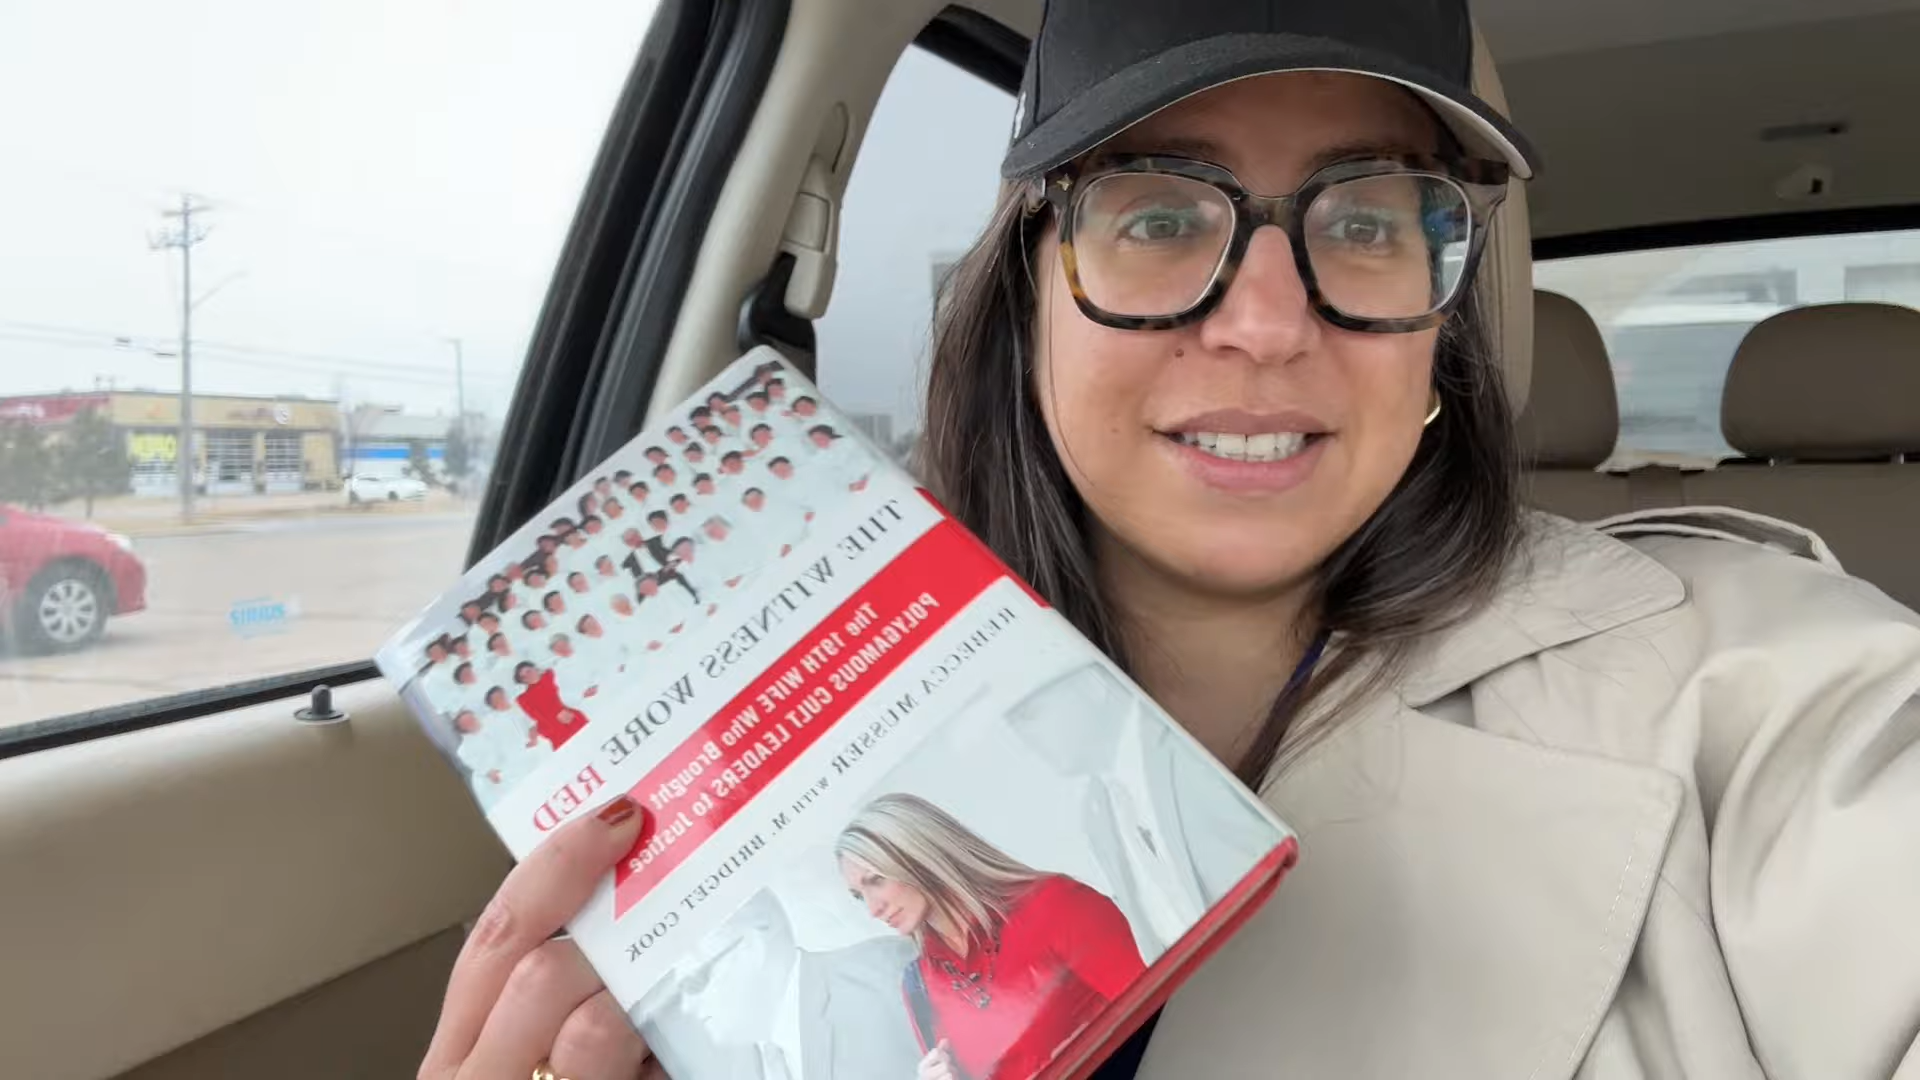 THE WITNESS WORE RED
The 19TH WIFE Who Brought
POLYGAMOUS CULT LEADERS to Justice
REBECCA MUSSER WITH M. BRIDGET COOK